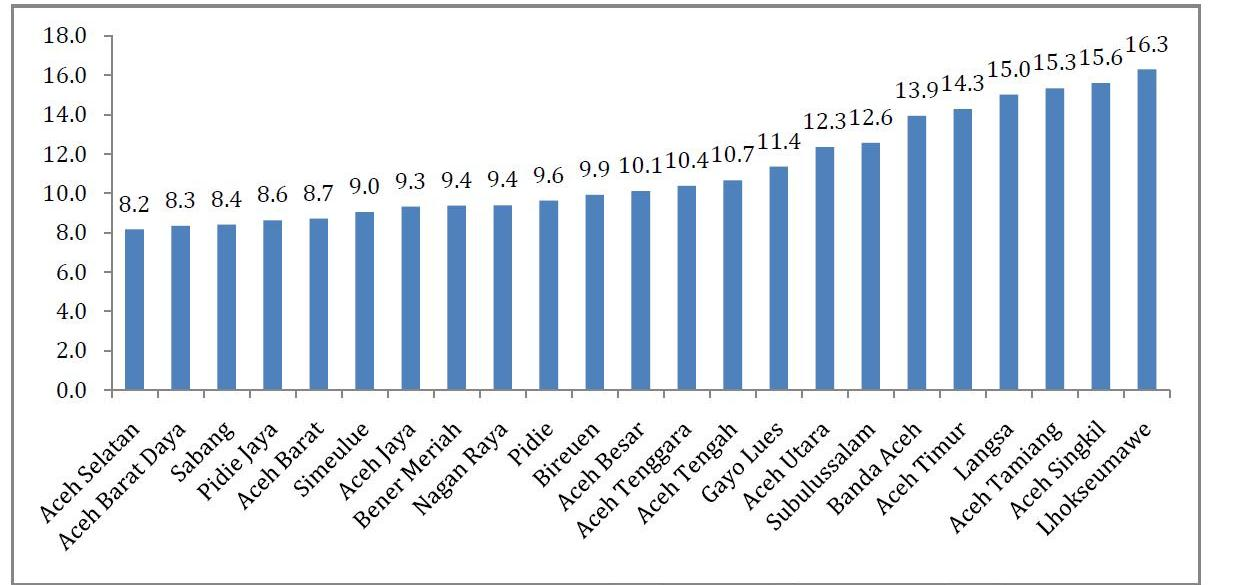 18.0
16.0
14.0
12.0
10.0
8.0
6.0
4.0
2.0
0.0
8.2 8.3 8.4 8.6 8.7 9.0 9.3 9.4 9.4 9.6 9.9 10.1 10.4 10.7 11.4 12.3 12.6 13.9 14.3 15.0 15.3 15.6 16.3
Aceh Selatan
Aceh Barat Daya
Sabang
Pidie Jaya
Aceh Barat
Simeulue
Aceh Jaya
Bener Meriah
Nagan Raya
Pidie
Bireuen
Aceh Besar
Aceh Tenggara
Aceh Tengah
Gayo Lues
Aceh Utara
Subulussalam
Banda Aceh
Aceh Timur
Langsa
Aceh Tamiang
Aceh Singkil
Lhokseumawe